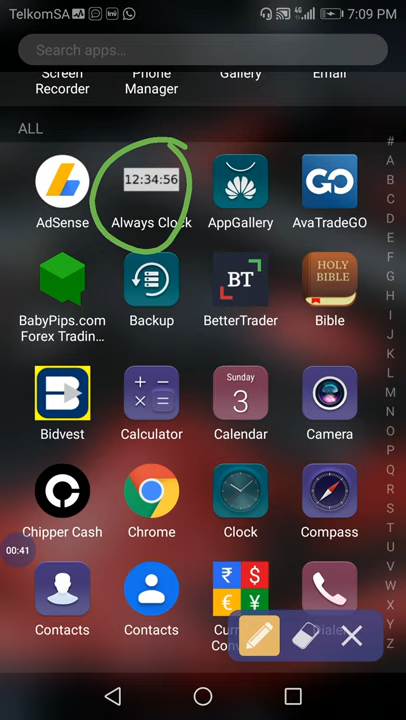 TelkomSA 7:09 PM
Search apps...
Screen Recorder
Phone Manager
Gallery
Email
ALL
12:34:56
GO
AdSense
Always Clock
AppGallery
AvaTradeGO
BT
HOLY
BIBLE
BabyPips.com
Forex Tradin...
Backup
BetterTrader
Bible
B
Sunday
3
Bidvest
Calculator
Calendar
Camera
Chipper Cash
Chrome
Clock
Compass
00:41
₹ $
€ ¥
Contacts
Contacts
Dialer
#
A
B
C
D
E
F
G
H
I
J
K
L
M
N
O
P
Q
R
S
T
U
V
W
X
Y
Z